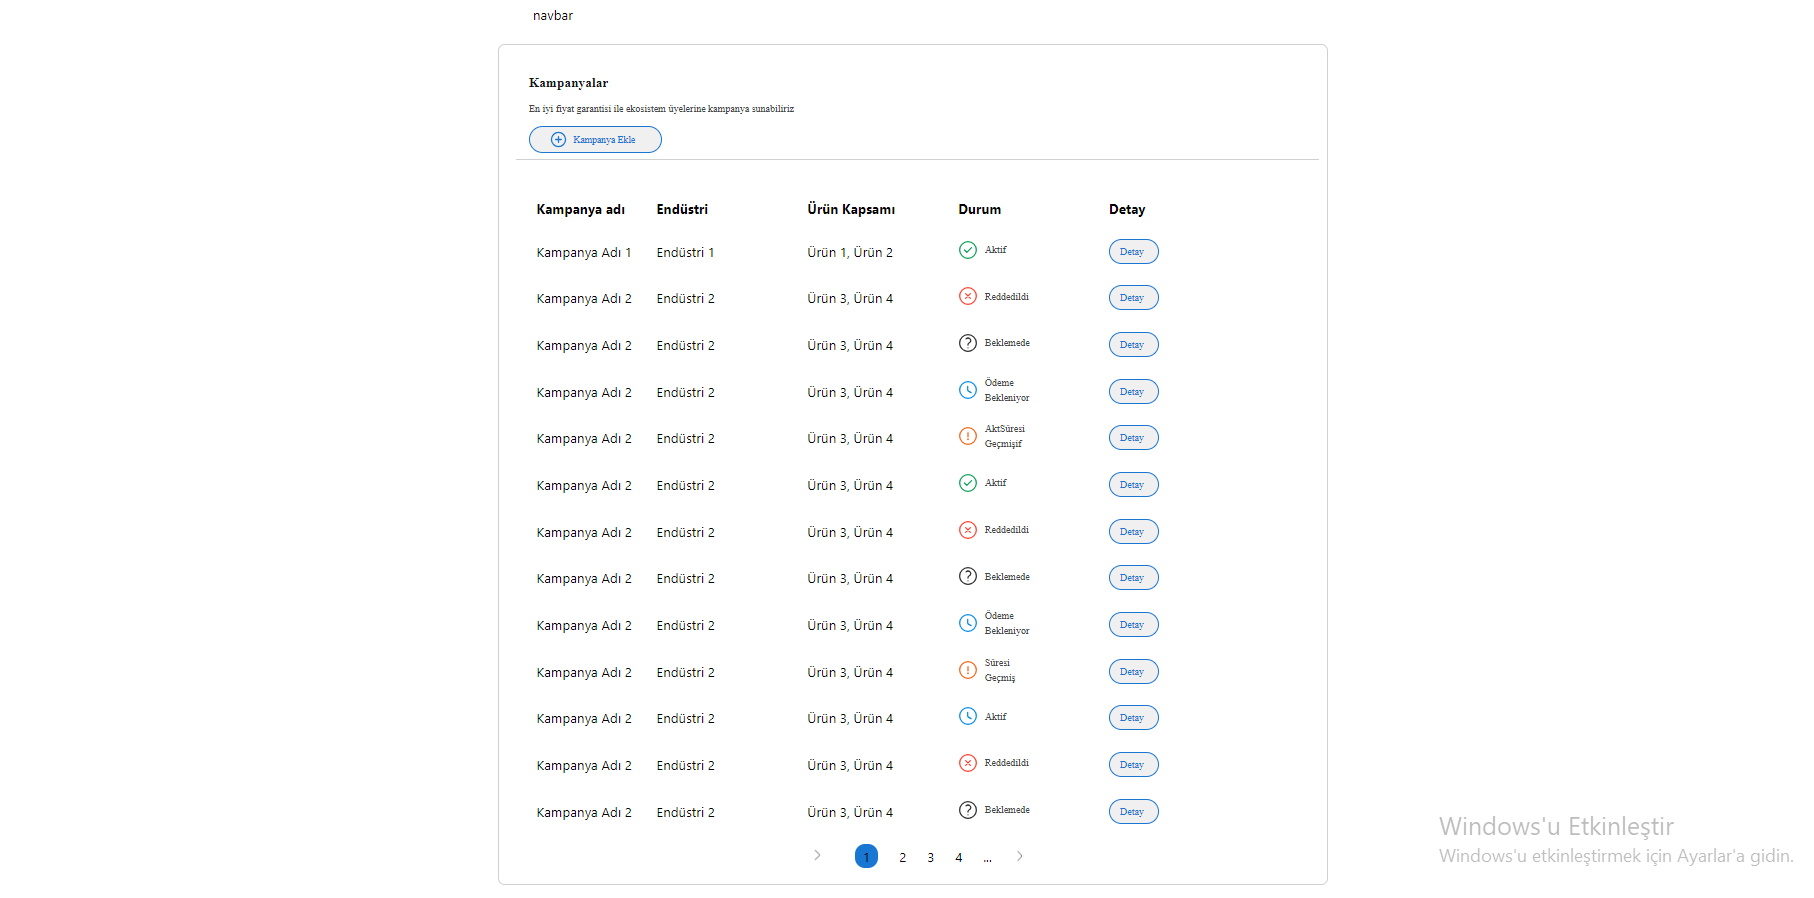 navbar
Kampanyalar
En iyi fiyat garantisi ile ekosistem üyelerine kampanya sunabiliriz
Kampanya Ekle
Kampanya adı Endüstri Ürün Kapsamı Durum Detay
Kampanya Adı 1 Endüstri 1 Ürün 1, Ürün 2 Aktif Detay
Kampanya Adı 2 Endüstri 2 Ürün 3, Ürün 4 Reddedildi Detay
Kampanya Adı 2 Endüstri 2 Ürün 3, Ürün 4 Beklemede Detay
Kampanya Adı 2 Endüstri 2 Ürün 3, Ürün 4 Ödeme Bekleniyor Detay
Kampanya Adı 2 Endüstri 2 Ürün 3, Ürün 4 AktSüresi Geçmişif Detay
Kampanya Adı 2 Endüstri 2 Ürün 3, Ürün 4 Aktif Detay
Kampanya Adı 2 Endüstri 2 Ürün 3, Ürün 4 Reddedildi Detay
Kampanya Adı 2 Endüstri 2 Ürün 3, Ürün 4 Beklemede Detay
Kampanya Adı 2 Endüstri 2 Ürün 3, Ürün 4 Ödeme Bekleniyor Detay
Kampanya Adı 2 Endüstri 2 Ürün 3, Ürün 4 Süresi Geçmiş Detay
Kampanya Adı 2 Endüstri 2 Ürün 3, Ürün 4 Aktif Detay
Kampanya Adı 2 Endüstri 2 Ürün 3, Ürün 4 Reddedildi Detay
Kampanya Adı 2 Endüstri 2 Ürün 3, Ürün 4 Beklemede Detay
1 2 3 4 ...
Windows'u Etkinleştir
Windows'u etkinleştirmek için Ayarlar'a gidin.